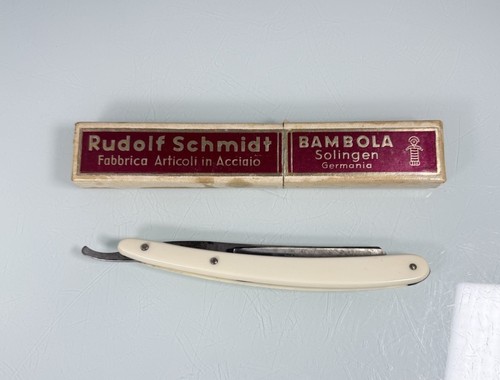 Rudolf Schmidt
Fabbrica Articoli in Acciaio
BAMBOLA
Solingen
Germania